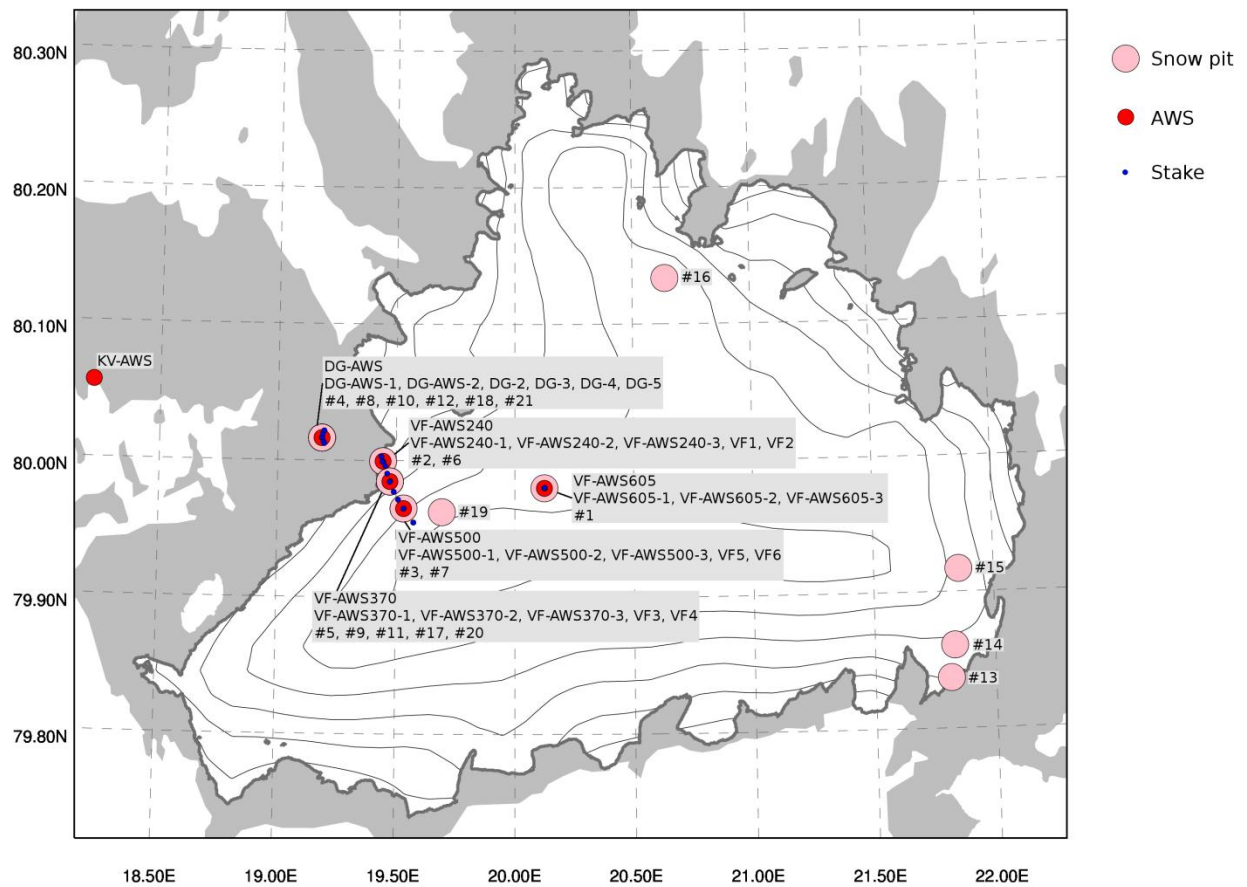 80.30N
Snow pit
AWS
Stake
80.20N
#16
80.10N
KV-AWS
DG-AWS
DG-AWS-1, DG-AWS-2, DG-2, DG-3, DG-4, DG-5
#4, #8, #10, #12, #18, #21
VF-AWS240
VF-AWS240-1, VF-AWS240-2, VF-AWS240-3, VF1, VF2
#2, #6
80.00N
VF-AWS605
VF-AWS605-1, VF-AWS605-2, VF-AWS605-3
#1
#19
VF-AWS500
VF-AWS500-1, VF-AWS500-2, VF-AWS500-3, VF5, VF6
#3, #7
#15
79.90N
VF-AWS370
VF-AWS370-1, VF-AWS370-2, VF-AWS370-3, VF3, VF4
#5, #9, #11, #17, #20
#14
#13
79.80N
18.50E 19.00E 19.50E 20.00E 20.50E 21.00E 21.50E 22.00E